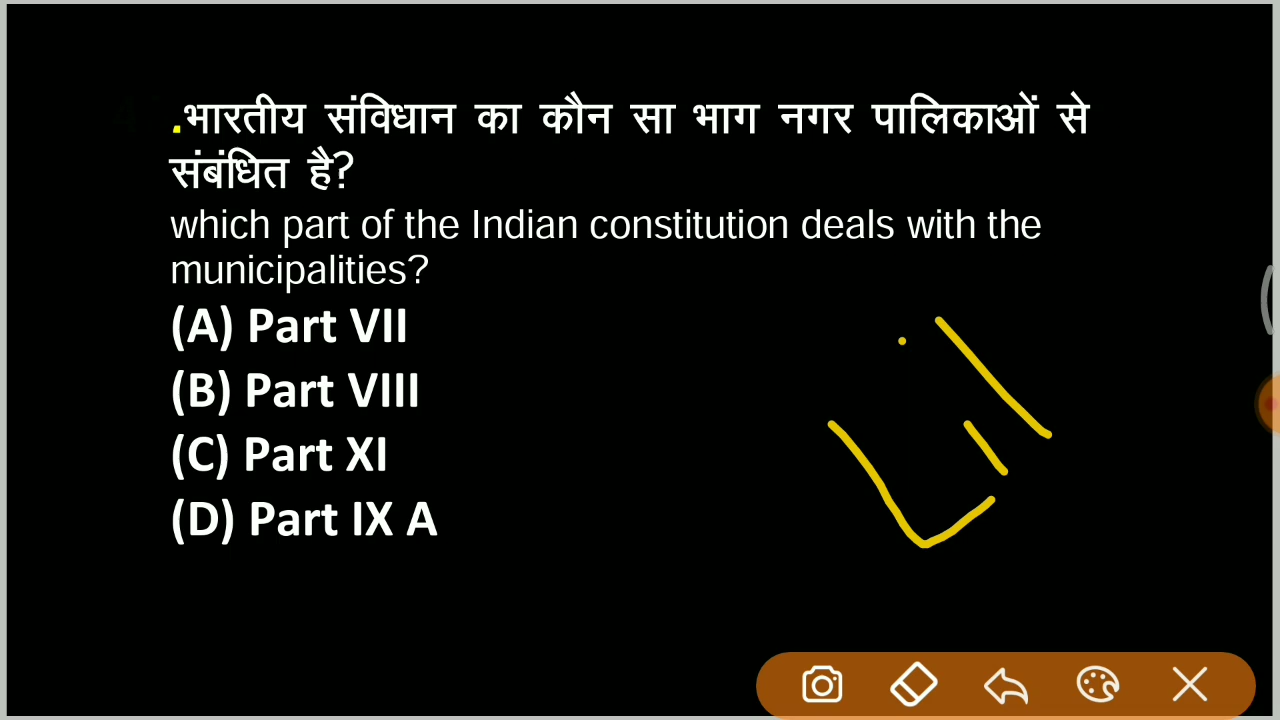 .भारतीय संविधान का कौन सा भाग नगर पालिकाओं से
संबंधित है?
which part of the Indian constitution deals with the
municipalities?
(A) Part VII
(B) Part VIII
(C) Part XI
(D) Part IX A